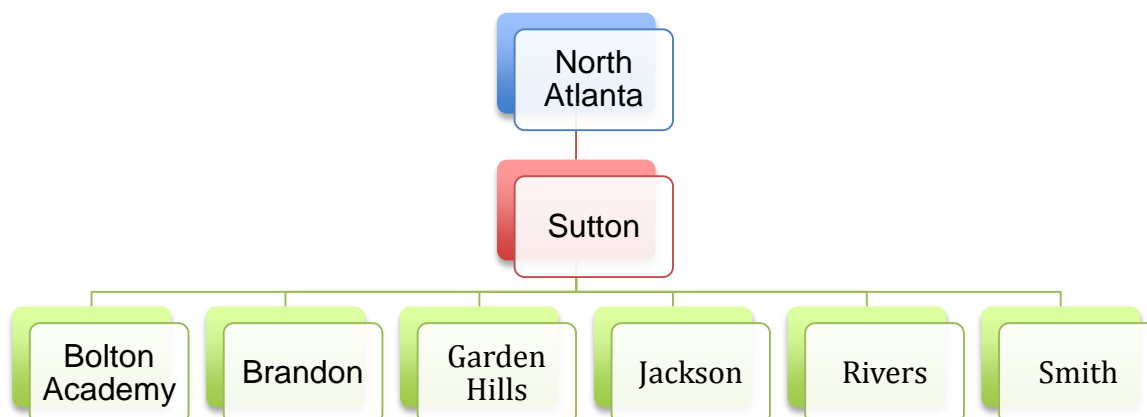 North
Atlanta
Sutton
Bolton
Academy
Brandon
Garden
Hills
Jackson
Rivers
Smith